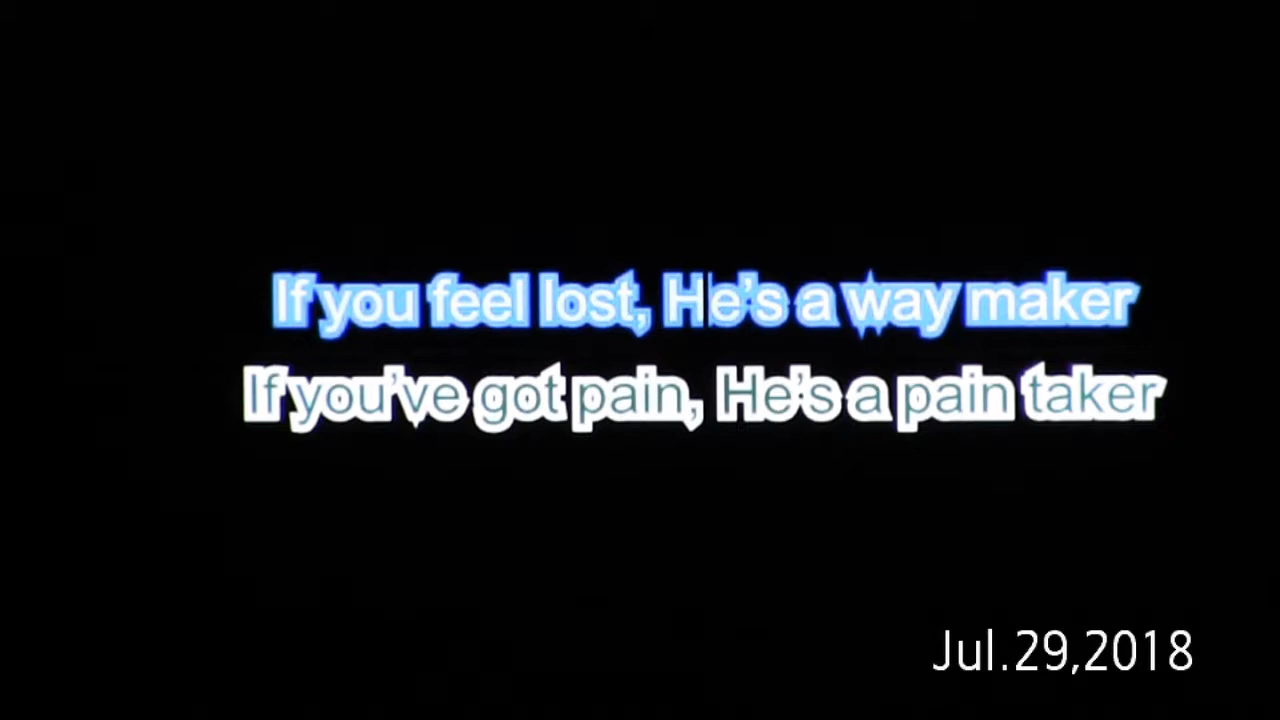 If you feel lost, He's a way maker
If you've got pain, He's a pain taker
Jul.29,2018